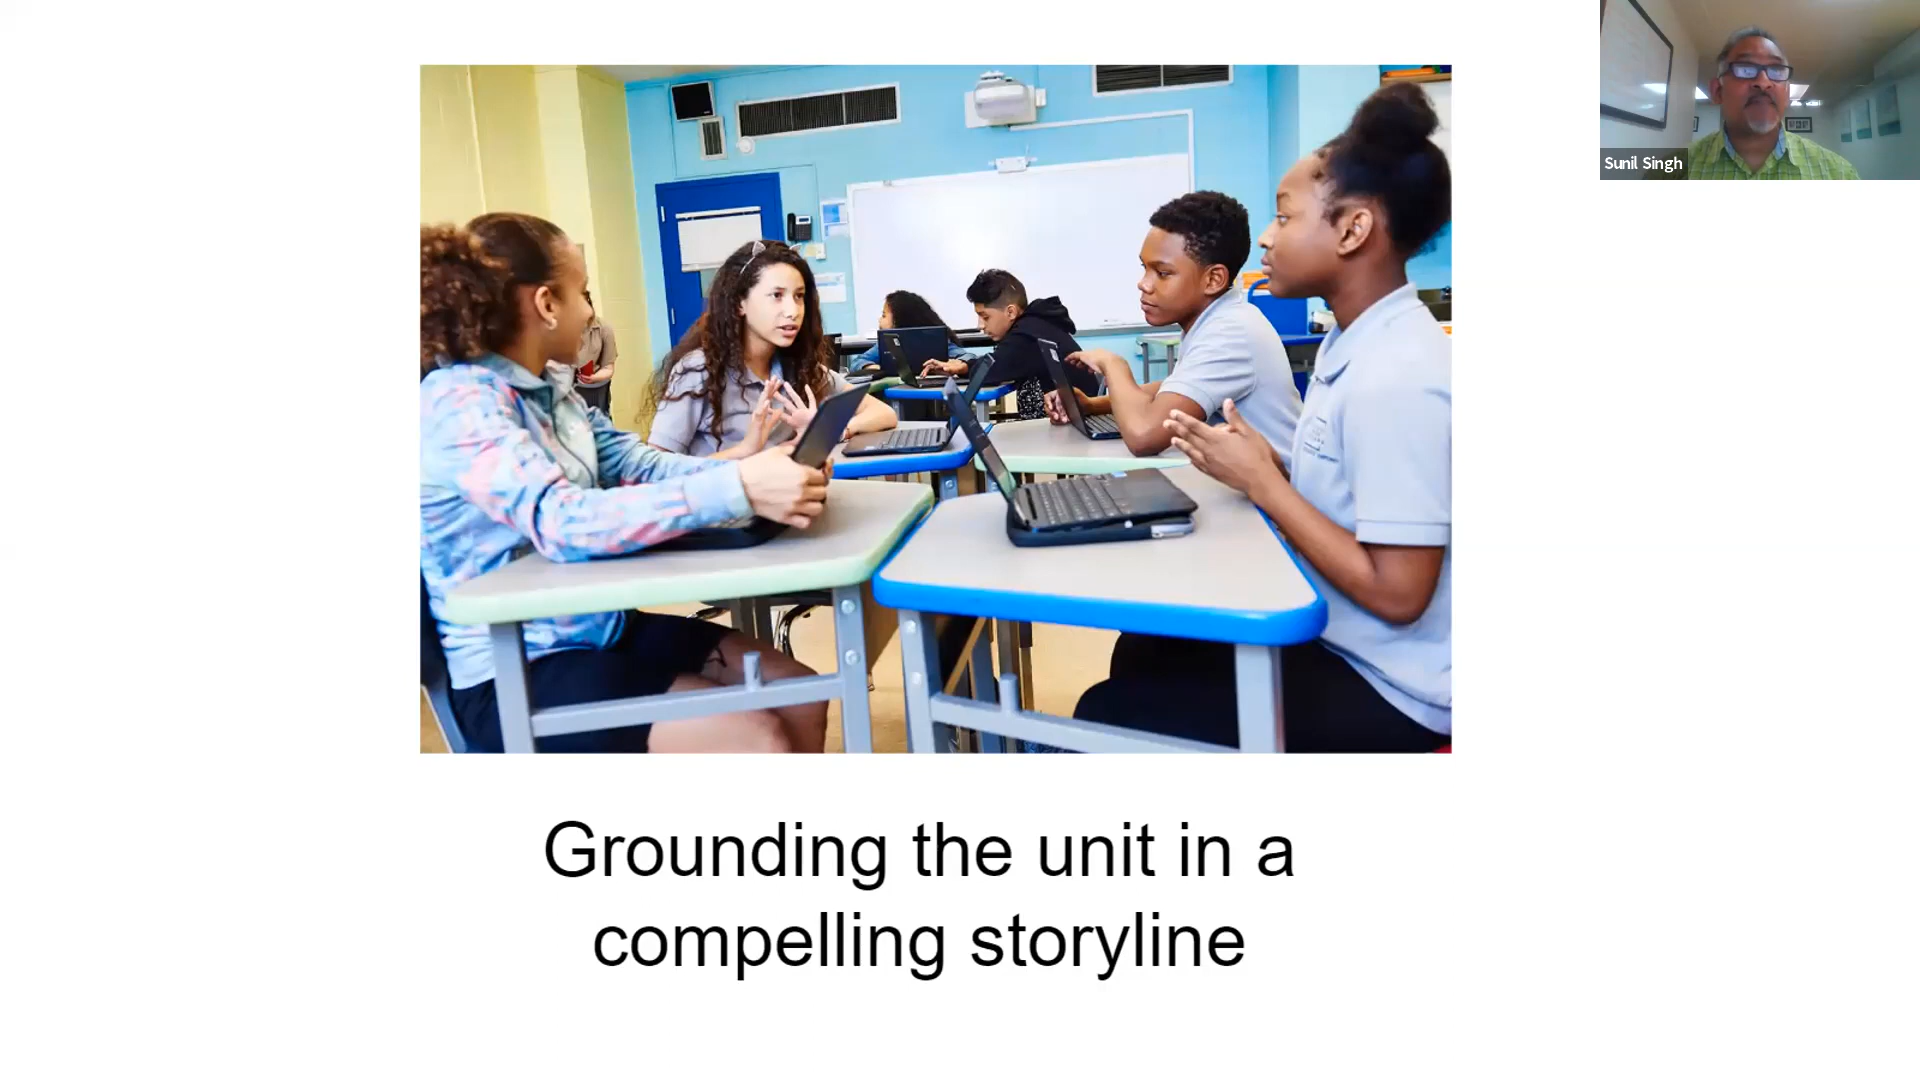 Sunil Singh
Grounding the unit in a
compelling storyline